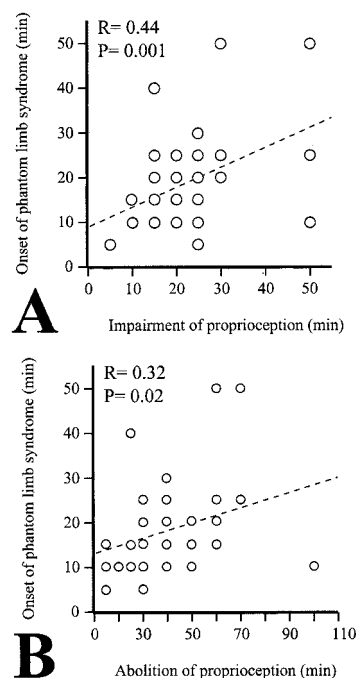 R= 0.44
P= 0.001
Onset of phantom limb syndrome (min)
50
40
30
20
10
0
0 10 20 30 40 50
A
Impairment of proprioception (min)
R= 0.32
P= 0.02
Onset of phantom limb syndrome (min)
50
40
30
20
10
0
0 30 50 70 90 110
B
Abolition of proprioception (min)